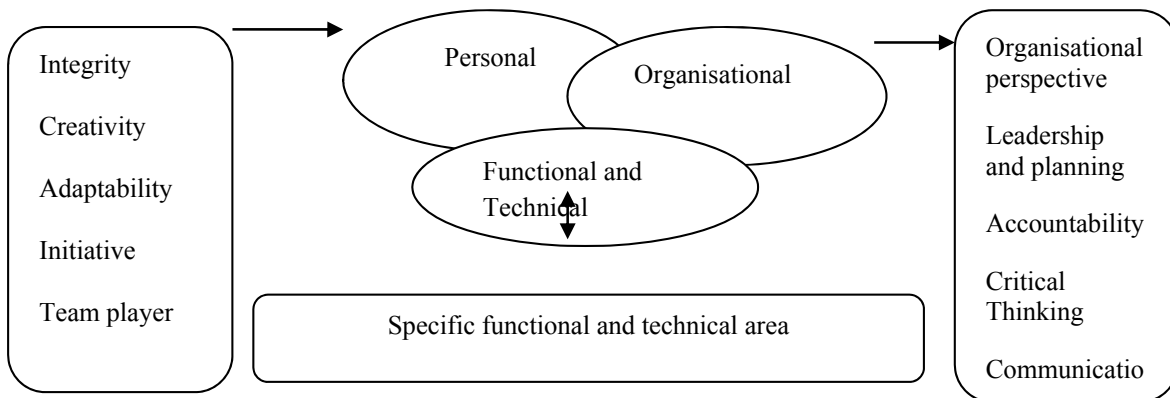 Integrity
Creativity
Adaptability
Initiative
Team player
Personal
Organisational
Functional and
Technical
Specific functional and technical area
Organisational
perspective
Leadership
and planning
Accountability
Critical
Thinking
Communicatio